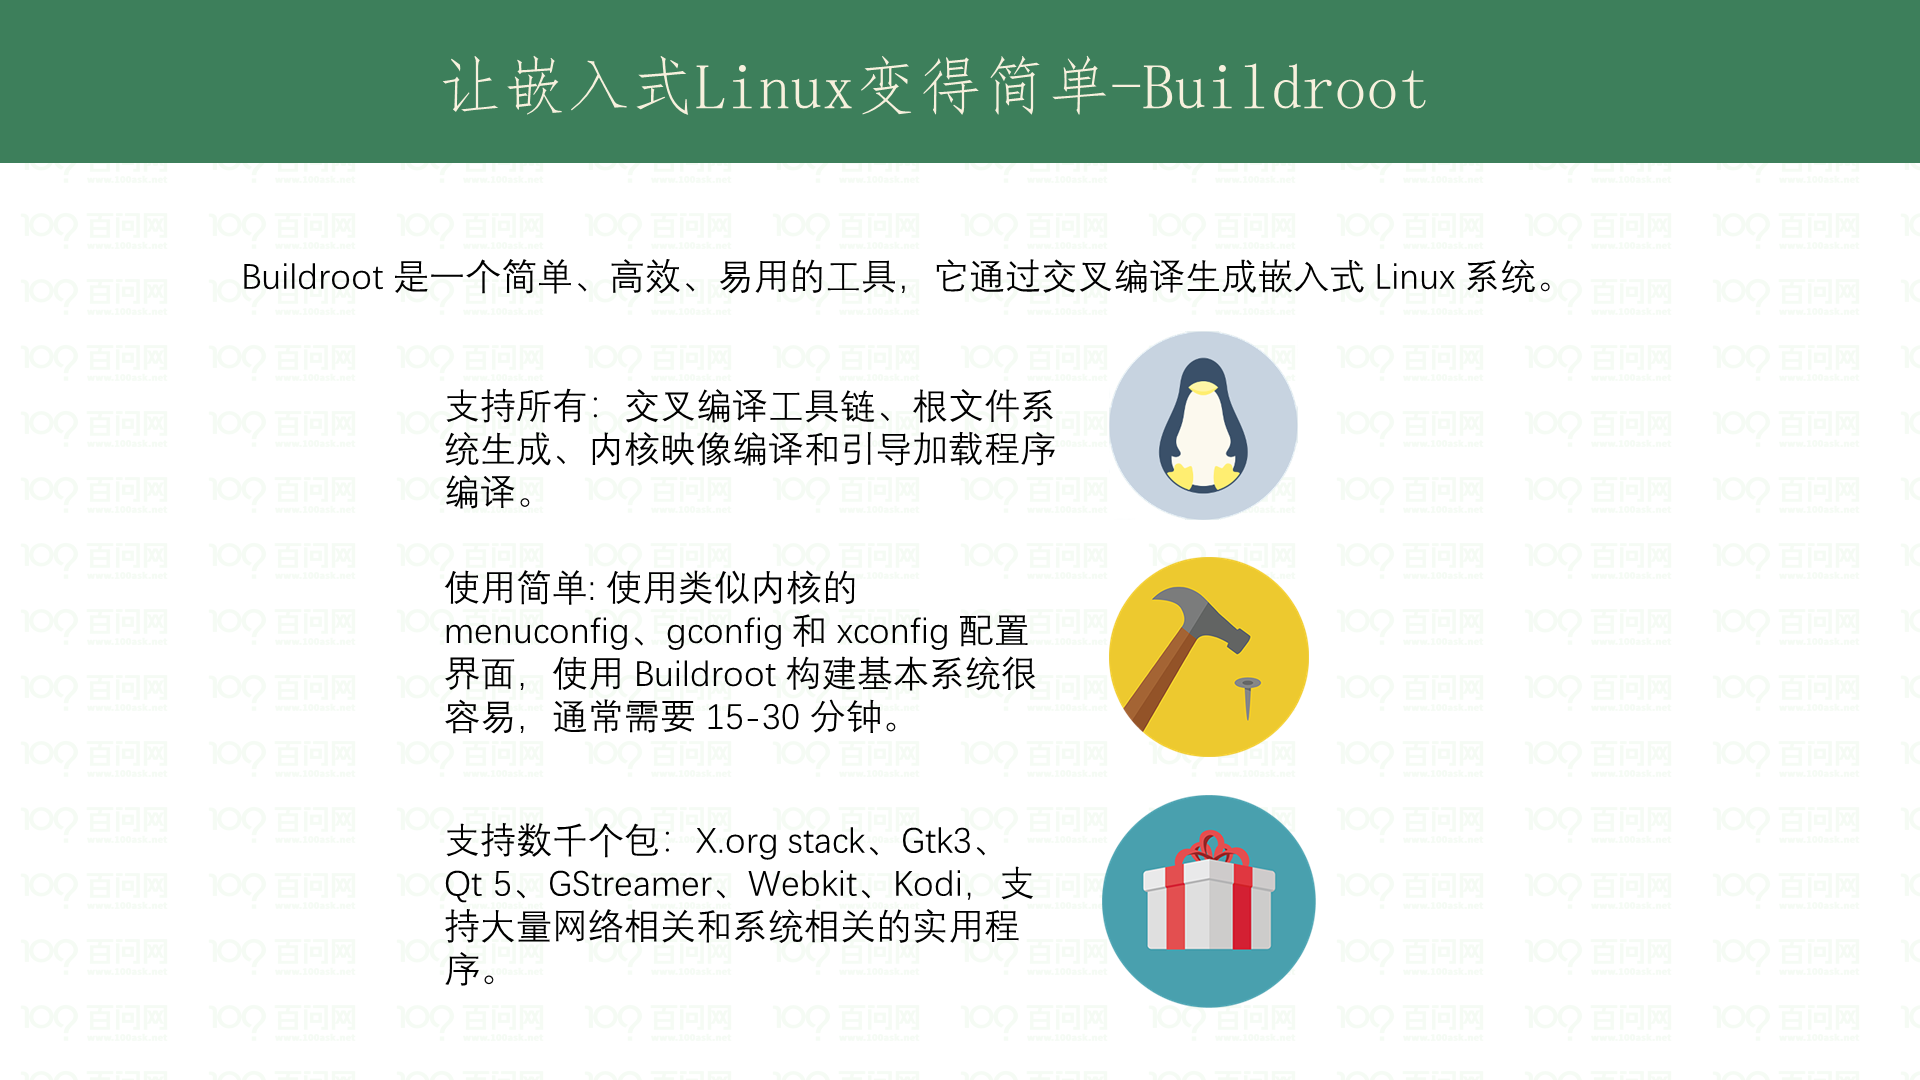 让嵌入式Linux变得简单-Buildroot
Buildroot 是一个简单、高效、易用的工具，它通过交叉编译生成嵌入式 Linux 系统。
支持所有：交叉编译工具链、根文件系
统生成、内核映像编译和引导加载程序
编译。
使用简单: 使用类似内核的
menuconfig、gconfig 和 xconfig 配置
界面，使用 Buildroot 构建基本系统很
容易，通常需要 15-30 分钟。
支持数千个包：X.org stack、Gtk3、
Qt 5、GStreamer、Webkit、Kodi，支
持大量网络相关和系统相关的实用程
序。
百问网
www.100ask.net